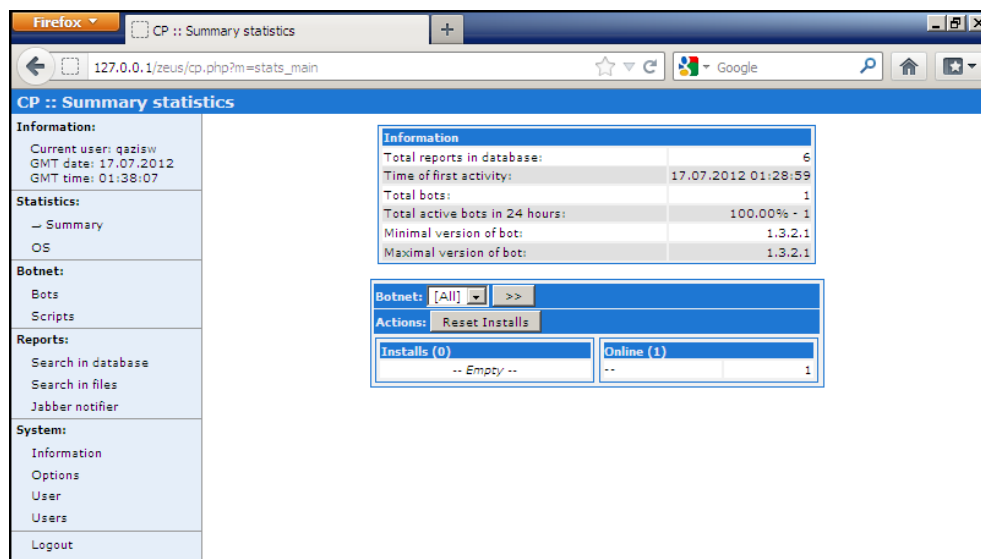 Firefox
CP :: Summary statistics
127.0.0.1/zeus/cp.php?m=stats_main
Google
CP :: Summary statistics
Information:
Current user: qazisw
GMT date: 17.07.2012
GMT time: 01:38:07
Statistics:
→ Summary
OS
Botnet:
Bots
Scripts
Reports:
Search in database
Search in files
Jabber notifier
System:
Information
Options
User
Users
Logout
Information
Total reports in database: 6
Time of first activity: 17.07.2012 01:28:59
Total bots: 1
Total active bots in 24 hours: 100.00% - 1
Minimal version of bot: 1.3.2.1
Maximal version of bot: 1.3.2.1
Botnet: [All] >>
Actions: Reset Installs
Installs (0)
-- Empty --
Online (1)
-- 1